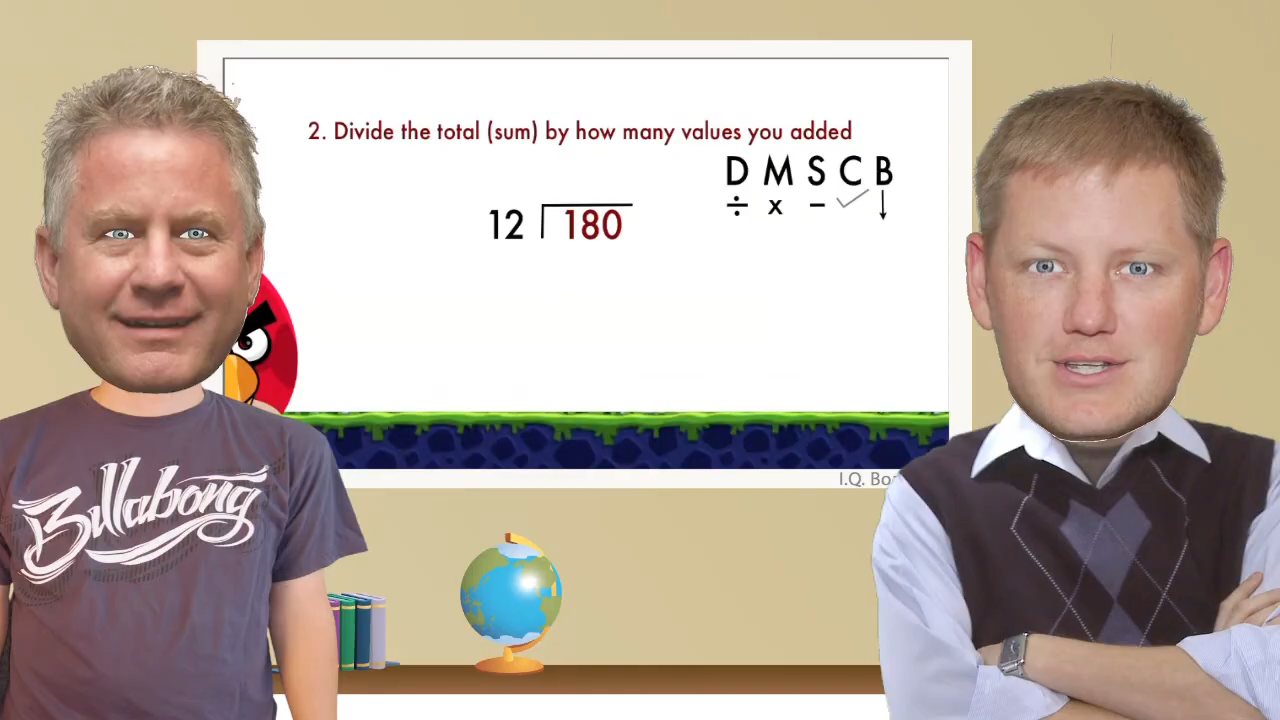 2. Divide the total (sum) by how many values you added
D M S C B
÷ x − ✓ ↓
12 180
Billabong
I.Q.